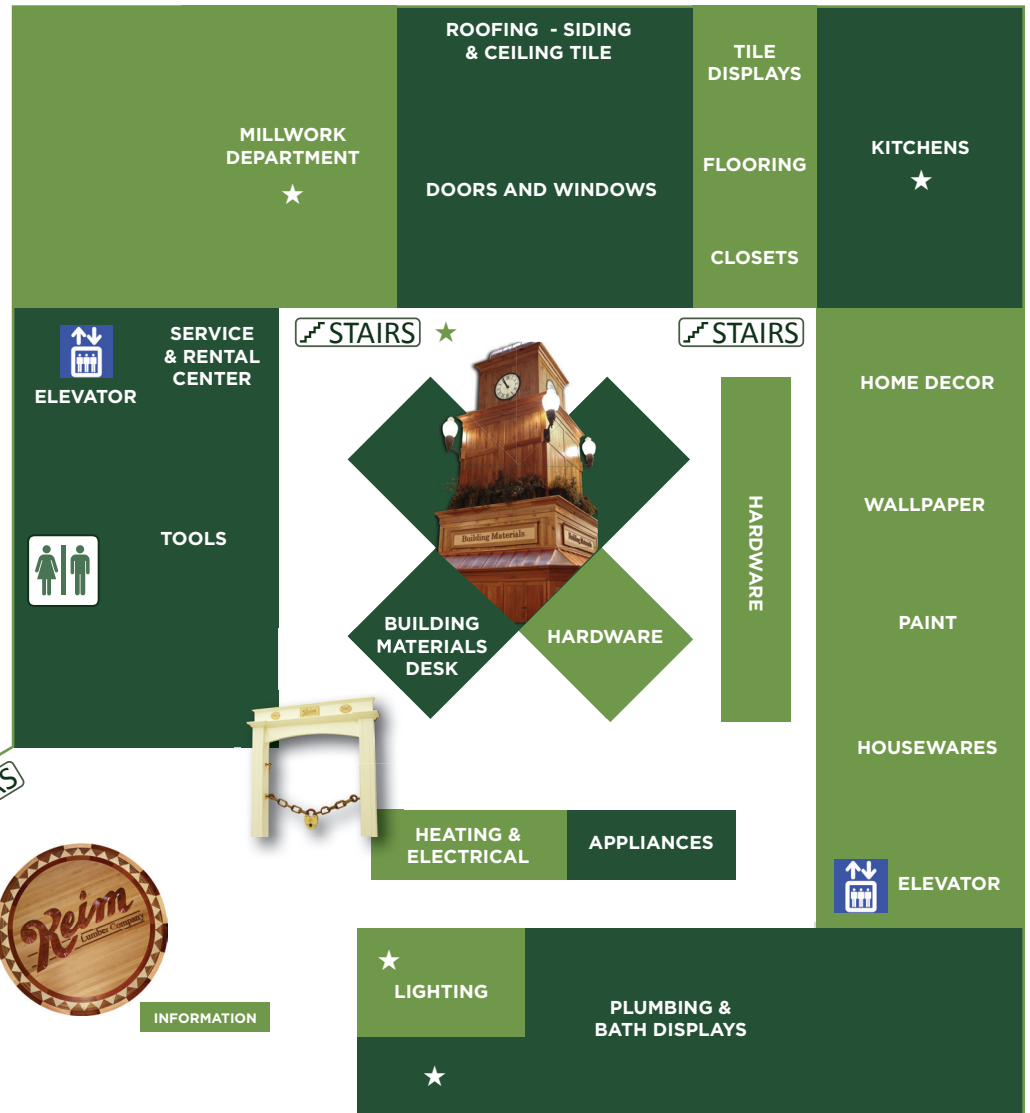 ROOFING - SIDING
& CEILING TILE
TILE
DISPLAYS
MILLWORK
DEPARTMENT
DOORS AND WINDOWS
FLOORING
KITCHENS
CLOSETS
STAIRS
STAIRS
SERVICE
& RENTAL
CENTER
ELEVATOR
HOME DECOR
WALLPAPER
TOOLS
Building Materials
HARDWARE
BUILDING
MATERIALS
DESK
HARDWARE
PAINT
HOUSEWARES
HEATING &
ELECTRICAL
APPLIANCES
ELEVATOR
Keim
Lumber Company
LIGHTING
INFORMATION
PLUMBING &
BATH DISPLAYS